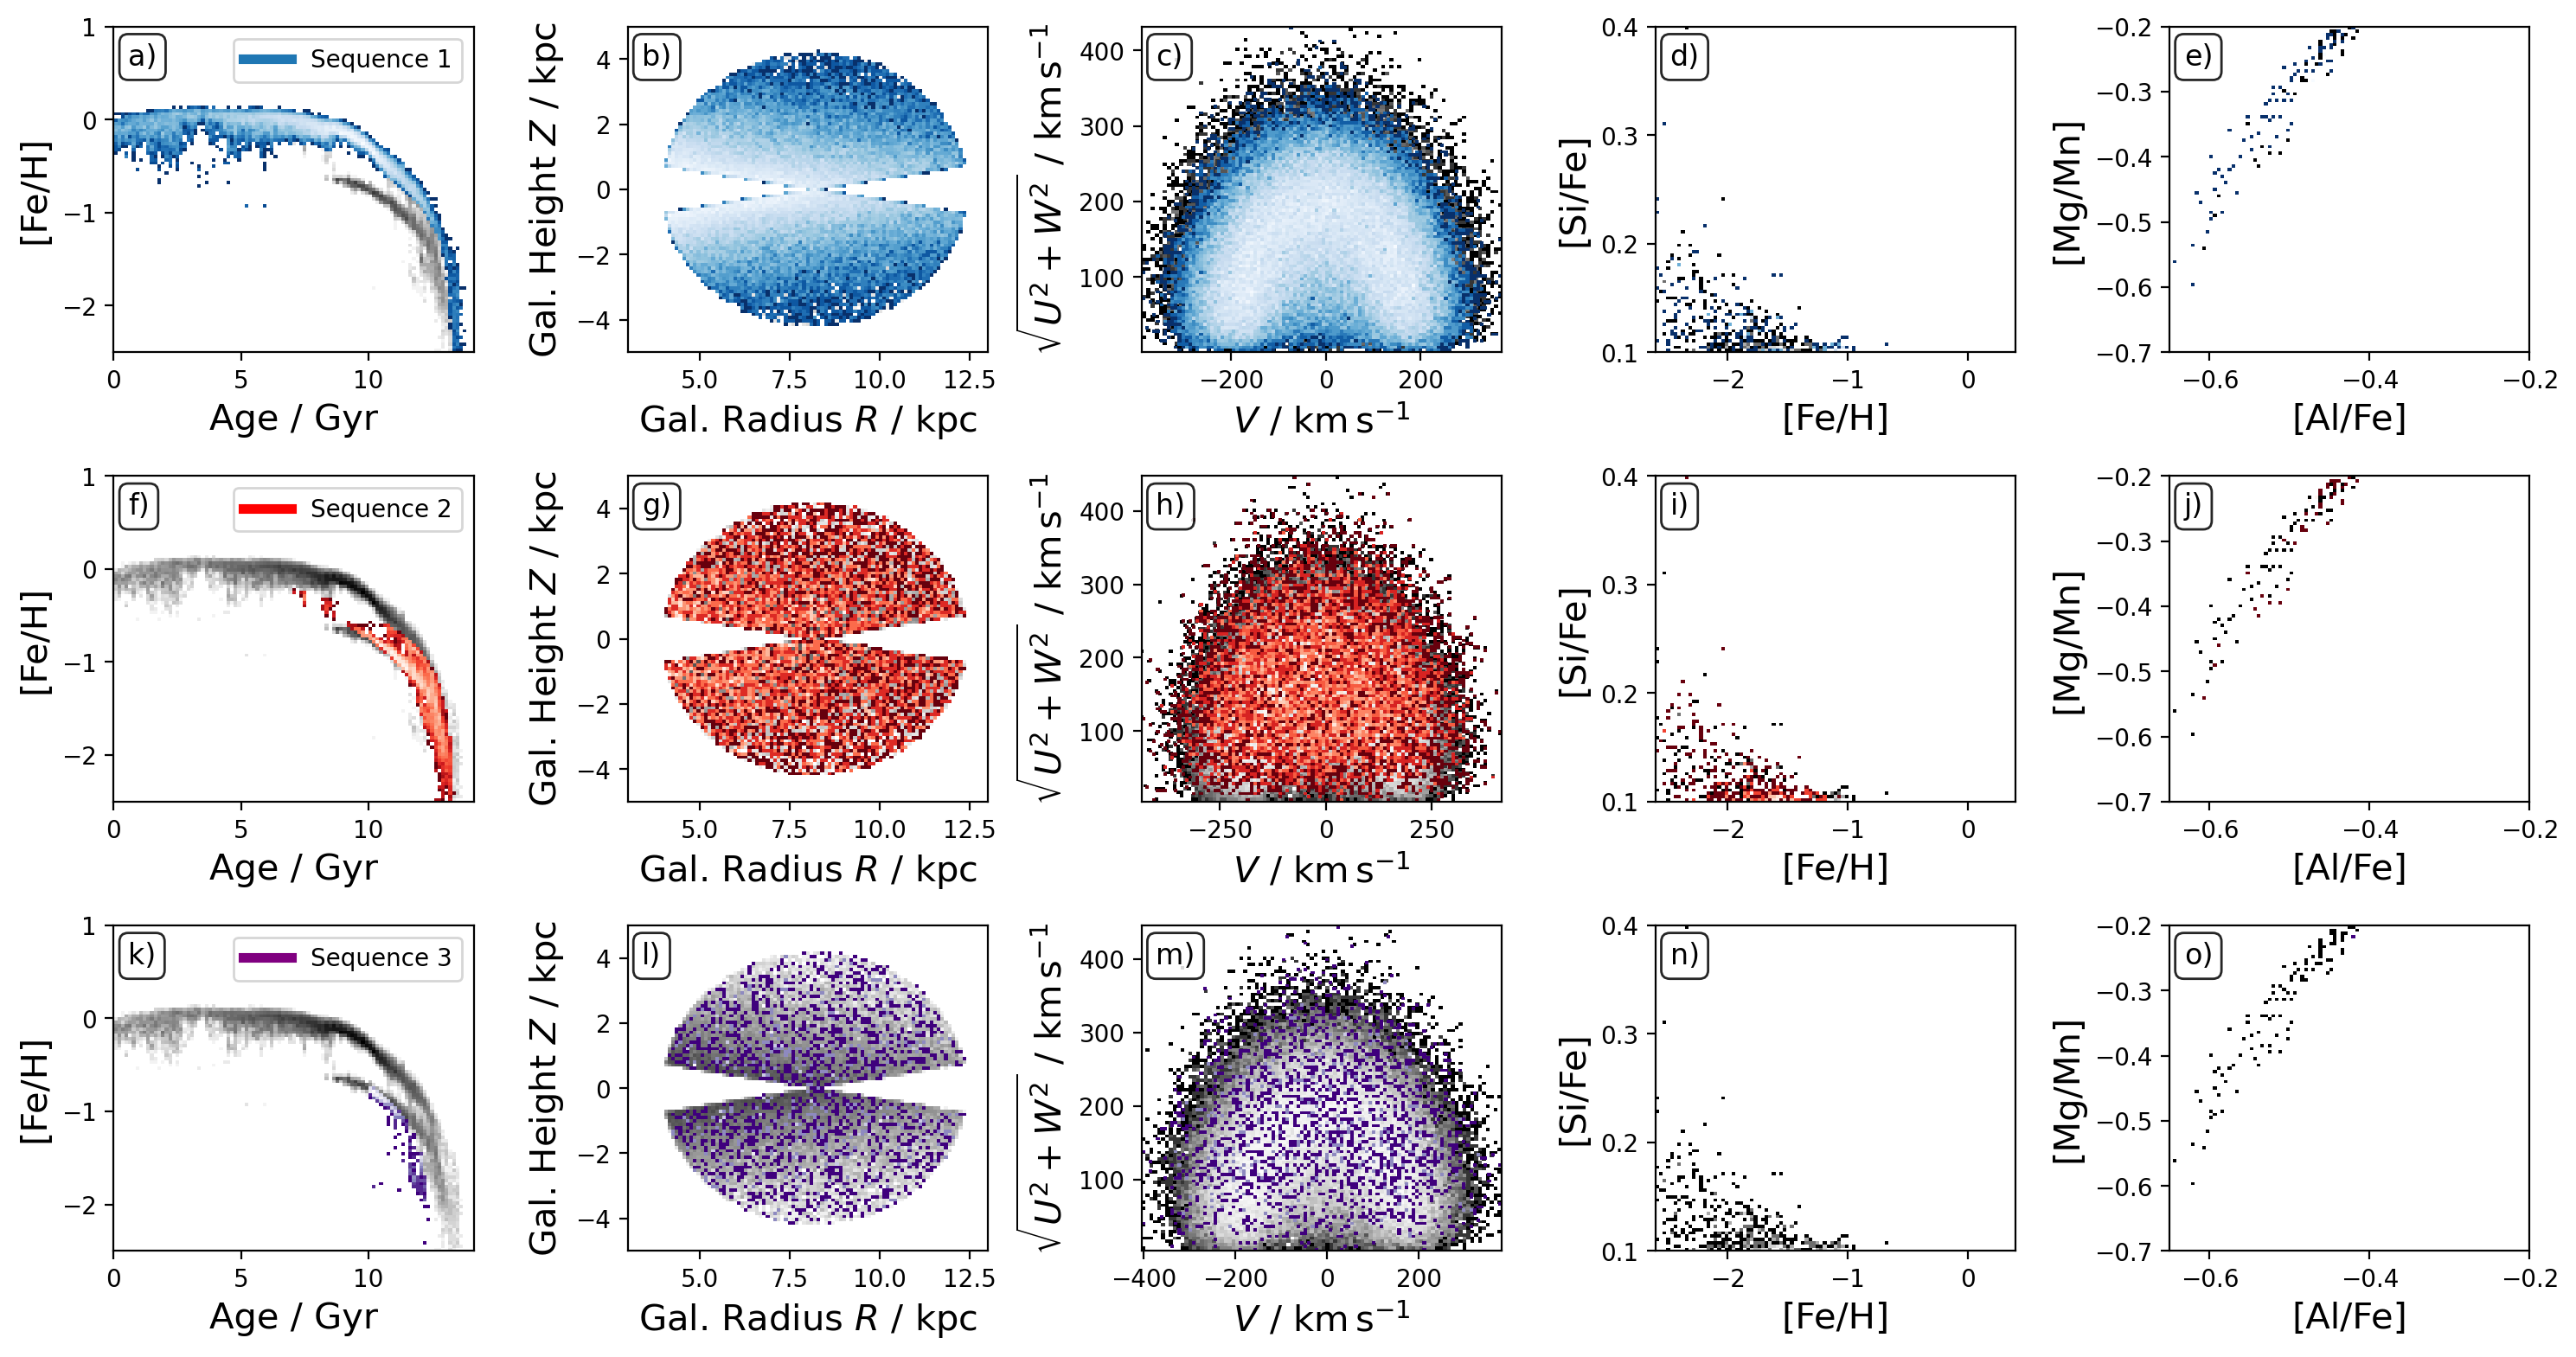 a)
Sequence 1
1
0
−1
−2
[Fe/H]
0
5
10
Age / Gyr
b)
4
2
0
−2
−4
Gal. Height Z / kpc
5.0
7.5
10.0
12.5
Gal. Radius R / kpc
c)
400
300
200
100
√U² + W² / km s⁻¹
−200
0
200
V / km s⁻¹
d)
0.4
0.3
0.2
0.1
[Si/Fe]
−2
−1
0
[Fe/H]
e)
−0.2
−0.3
−0.4
−0.5
−0.6
−0.7
[Mg/Mn]
−0.6
−0.4
−0.2
[Al/Fe]
f)
Sequence 2
1
0
−1
−2
[Fe/H]
0
5
10
Age / Gyr
g)
4
2
0
−2
−4
Gal. Height Z / kpc
5.0
7.5
10.0
12.5
Gal. Radius R / kpc
h)
400
300
200
100
√U² + W² / km s⁻¹
−250
0
250
V / km s⁻¹
i)
0.4
0.3
0.2
0.1
[Si/Fe]
−2
−1
0
[Fe/H]
j)
−0.2
−0.3
−0.4
−0.5
−0.6
−0.7
[Mg/Mn]
−0.6
−0.4
−0.2
[Al/Fe]
k)
Sequence 3
1
0
−1
−2
[Fe/H]
0
5
10
Age / Gyr
l)
4
2
0
−2
−4
Gal. Height Z / kpc
5.0
7.5
10.0
12.5
Gal. Radius R / kpc
m)
400
300
200
100
√U² + W² / km s⁻¹
−400
−200
0
200
V / km s⁻¹
n)
0.4
0.3
0.2
0.1
[Si/Fe]
−2
−1
0
[Fe/H]
o)
−0.2
−0.3
−0.4
−0.5
−0.6
−0.7
[Mg/Mn]
−0.6
−0.4
−0.2
[Al/Fe]